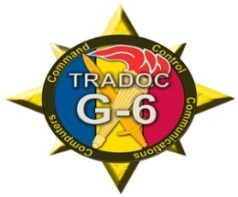 Command
Control
TRADOC
G-6
Computers
Communications